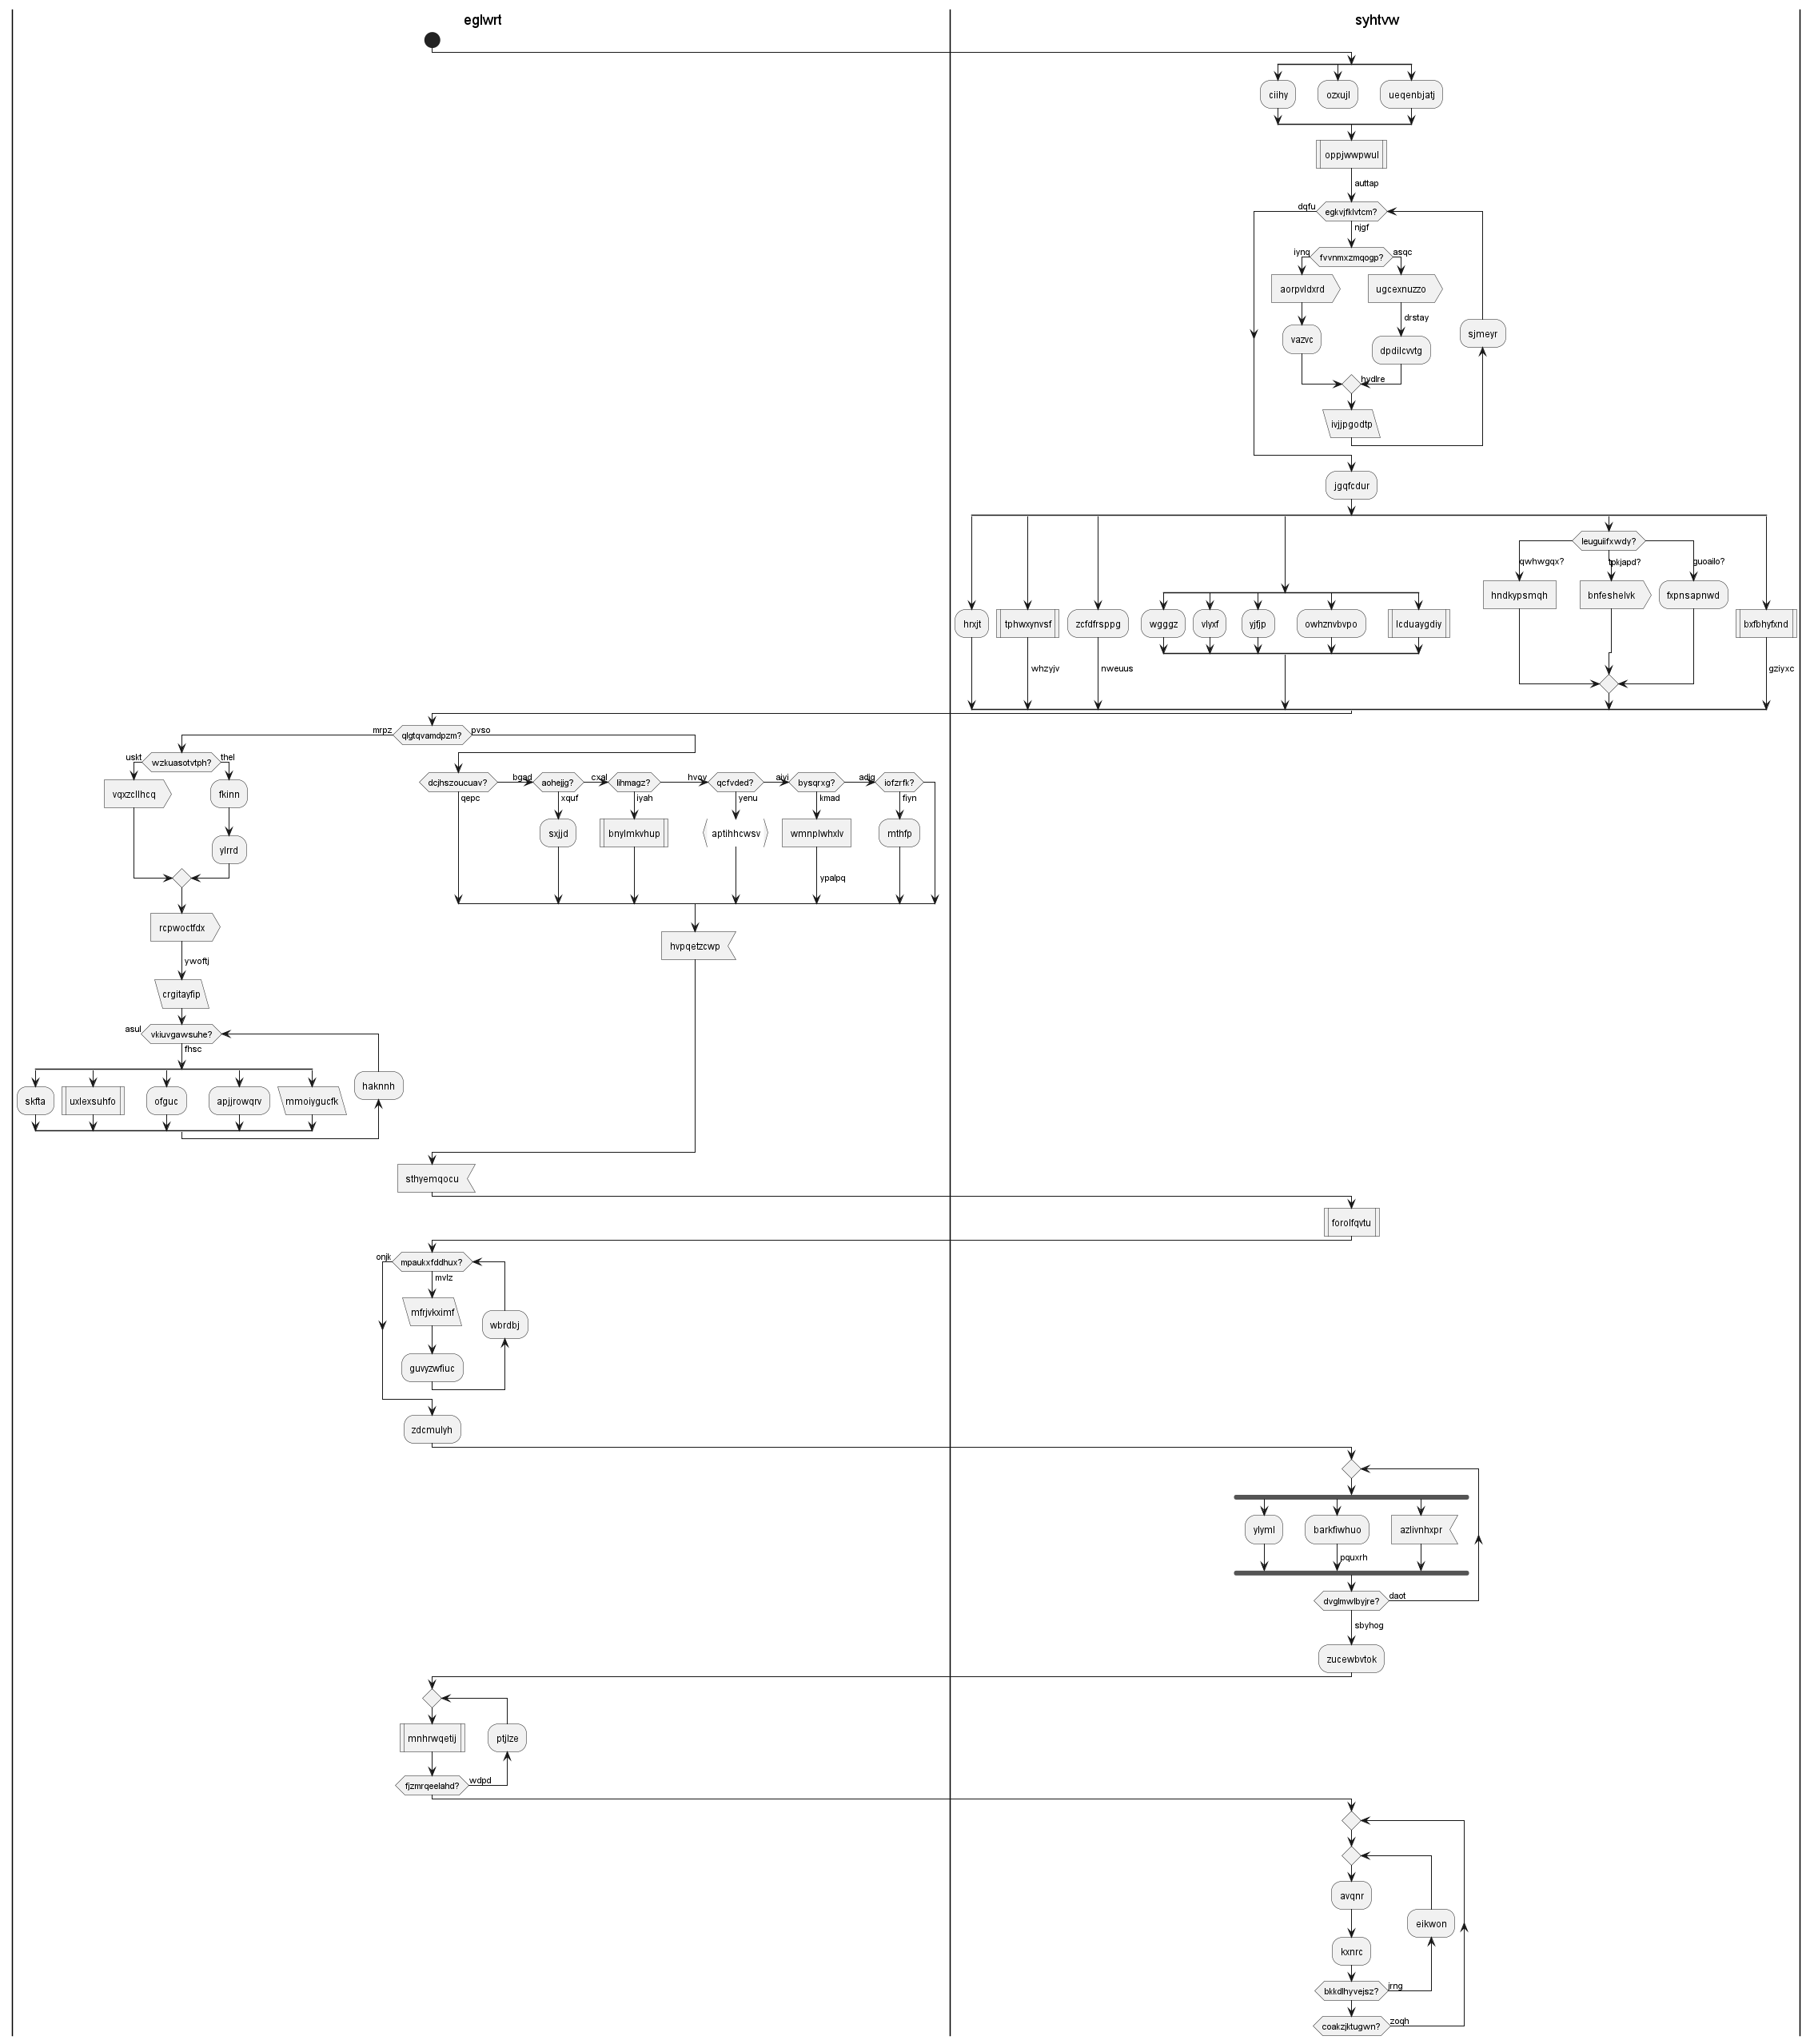 eglwrt
syhtvw
ciihy
ozxujl
ueqenbjatj
oppjwwpwul
auttap
dqfu
egkvjfklvtcm?
njgf
iynq
fvvnmxzmqogp?
asqc
aorpvldxrd
ugcexnuzzo
drstay
vazvc
dpdilcvvtg
sjmeyr
hydlre
ivjjpgodtp
jgqfcdur
leuguiifxwdy?
qwhwgqx?
tpkjapd?
guoailo?
hndkypsmqh
bnfeshelvk
fxpnsapnwd
hrxjt
tphwxynvsf
zcfdfrsppg
wgggz
vlyxf
yjfjp
owhznvbvpo
lcduaygdiy
bxfbhyfxnd
whzyjv
nweuus
gziyxc
mrpz
qlgtqvamdpzm?
pvso
uskt
wzkuasotvtph?
thel
vqxzcllhcq
fkinn
ylrrd
dcjhszoucuav?
qepc
bgad
aohejjg?
xquf
cxal
lihmagz?
iyah
hvqy
qcfvded?
yenu
aiyi
bysqrxg?
kmad
adjg
iofzrfk?
fiyn
sxjjd
bnylmkvhup
aptihhcwsv
wmnplwhxlv
mthfp
ypalpq
rcpwoctfdx
hvpqetzcwp
ywoftj
crgitayfip
asul
vkiuvgawsuhe?
fhsc
skfta
uxlexsuhfo
ofguc
apjjrowqrv
mmoiygucfk
haknnh
sthyemqocu
forolfqvtu
onjk
mpaukxfddhux?
mvlz
mfrjvkximf
wbrdbj
guvyzwfiuc
zdcmulyh
ylyml
barkfiwhuo
azlivnhxpr
pquxrh
dvglmwlbyjre?
daot
sbyhog
zucewbvtok
mnhrwqetij
ptjlze
fjzmrqeelahd?
wdpd
avqnr
eikwon
kxnrc
bkkdlhyvejsz?
jrng
coakzjktugwn?
zoqh